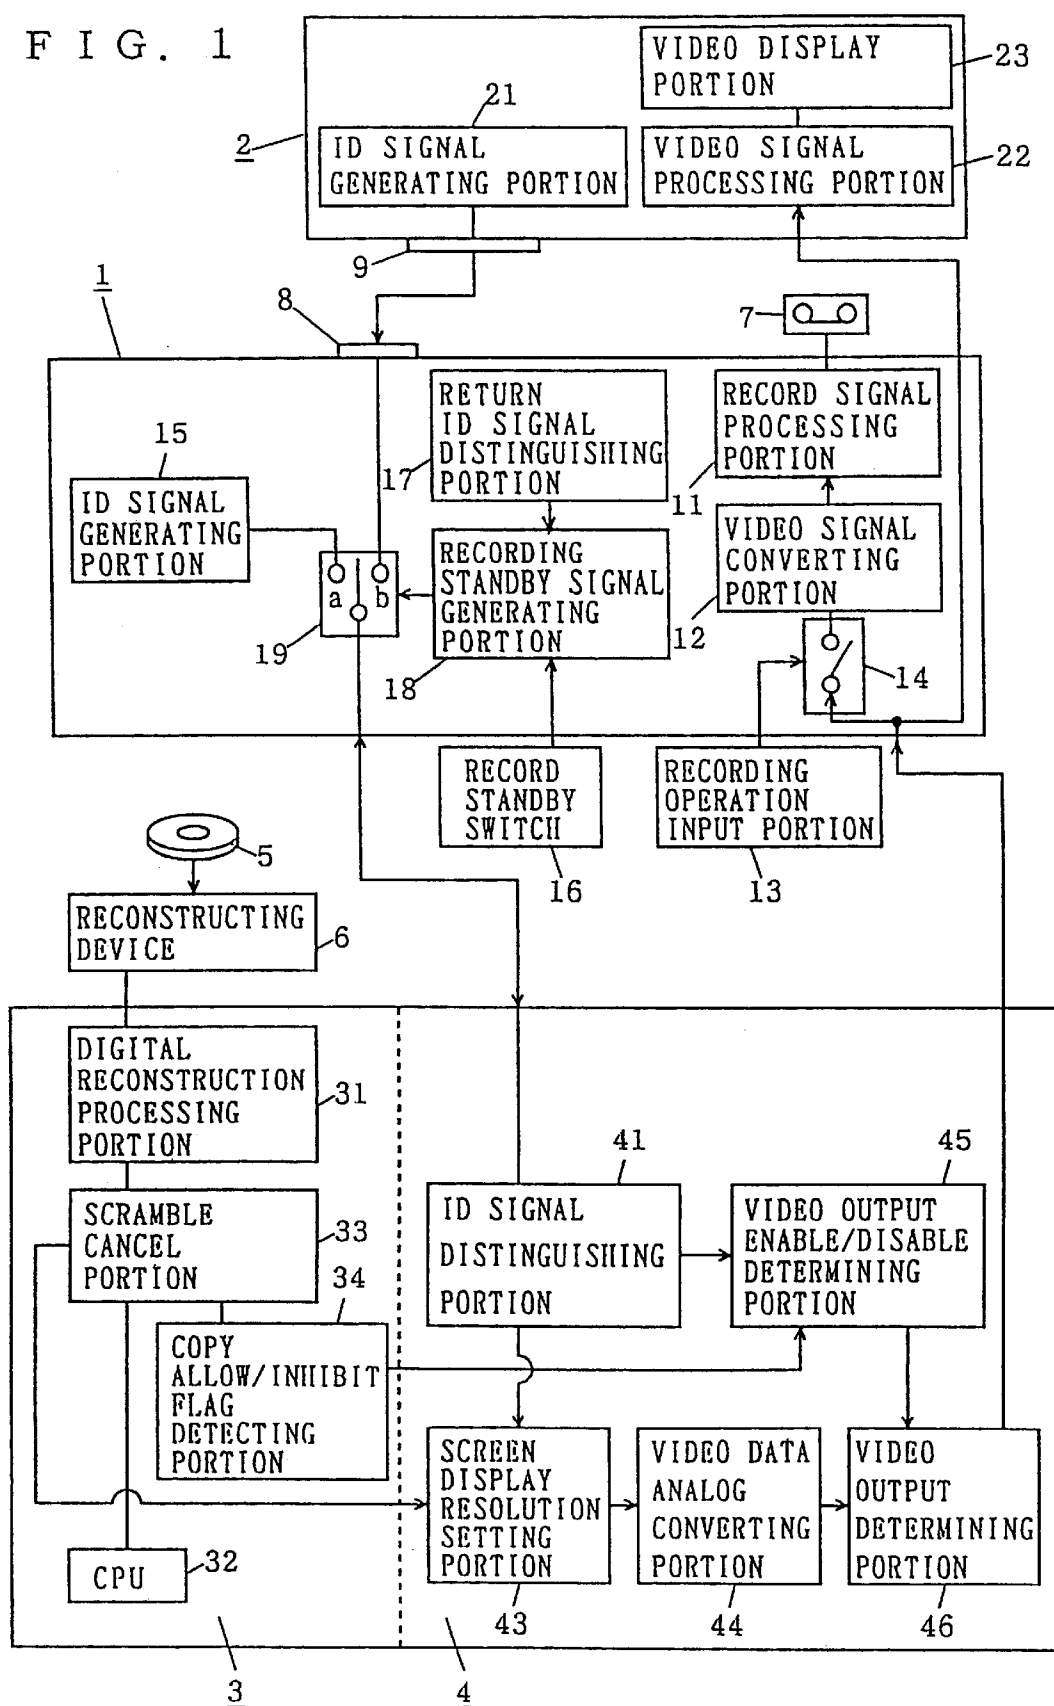 FIG. 1
VIDEO DISPLAY
PORTION
23
21
2
ID SIGNAL
GENERATING PORTION
VIDEO SIGNAL
PROCESSING PORTION
22
9
1
8
7
15
RETURN
ID SIGNAL
DISTINGUISHING
PORTION
17
RECORD SIGNAL
PROCESSING
PORTION
11
ID SIGNAL
GENERATING
PORTION
a
b
19
RECORDING
STANDBY SIGNAL
GENERATING
PORTION
18
VIDEO SIGNAL
CONVERTING
PORTION
12
14
RECORD
STANDBY
SWITCH
16
RECORDING
OPERATION
INPUT PORTION
13
5
RECONSTRUCTING
DEVICE
6
DIGITAL
RECONSTRUCTION
PROCESSING
PORTION
31
SCRAMBLE
CANCEL
PORTION
33
34
COPY
ALLOW/INHIBIT
FLAG
DETECTING
PORTION
CPU
32
3
41
ID SIGNAL
DISTINGUISHING
PORTION
45
VIDEO OUTPUT
ENABLE/DISABLE
DETERMINING
PORTION
SCREEN
DISPLAY
RESOLUTION
SETTING
PORTION
43
VIDEO DATA
ANALOG
CONVERTING
PORTION
44
VIDEO
OUTPUT
DETERMINING
PORTION
46
4